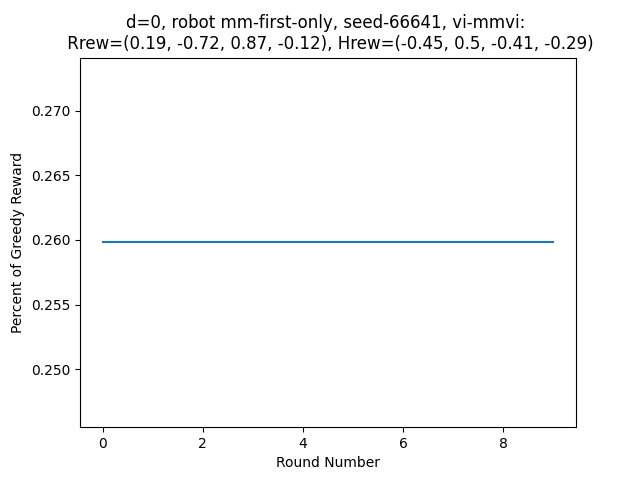 d=0, robot mm-first-only, seed-66641, vi-mmvi:
Rrew=(0.19, -0.72, 0.87, -0.12), Hrew=(-0.45, 0.5, -0.41, -0.29)
Percent of Greedy Reward
0.270
0.265
0.260
0.255
0.250
0 2 4 6 8
Round Number